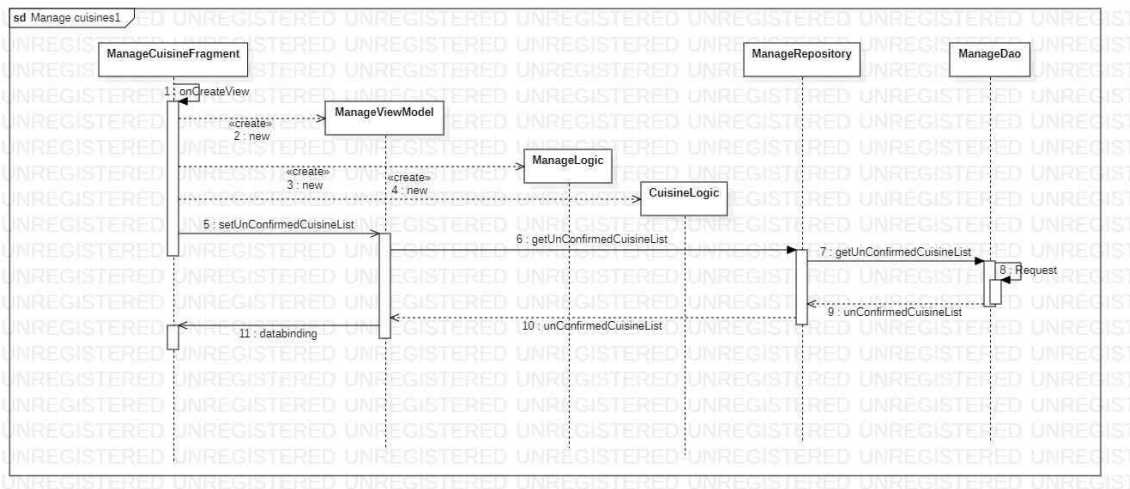 sd Manage cuisines1
ManageCuisineFragment
ManageRepository
ManageDao
1 : onCreateView
ManageViewModel
«create»
2 : new
ManageLogic
«create»
3 : new
«create»
4 : new
CuisineLogic
5 : setUnConfirmedCuisineList
6 : getUnConfirmedCuisineList
7 : getUnConfirmedCuisineList
8 : Request
9 : unConfirmedCuisineList
10 : unConfirmedCuisineList
11 : databinding
UNREGISTERED